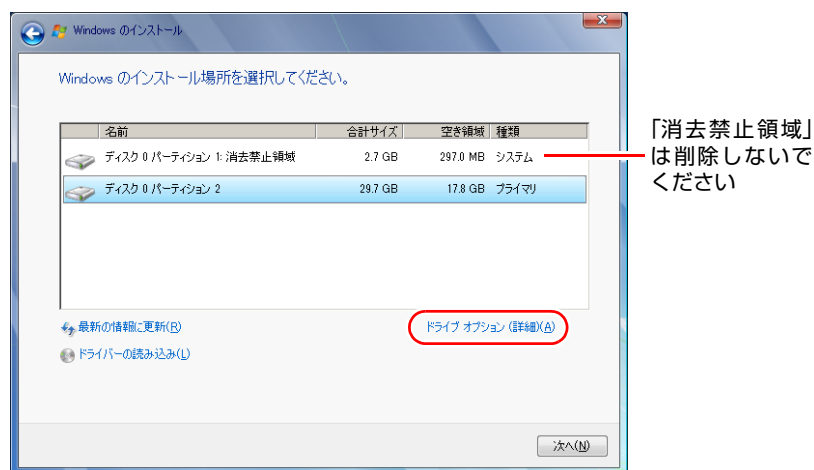 Windows のインストール
Windows のインストール場所を選択してください。
名前 合計サイズ 空き領域 種類
ディスク 0 パーティション 1: 消去禁止領域 2.7 GB 297.0 MB システム
ディスク 0 パーティション 2 29.7 GB 17.8 GB プライマリ
「消去禁止領域」
は削除しないで
ください
最新の情報に更新(R) ドライブ オプション (詳細)(A)
ドライバーの読み込み(L)
次へ(N)